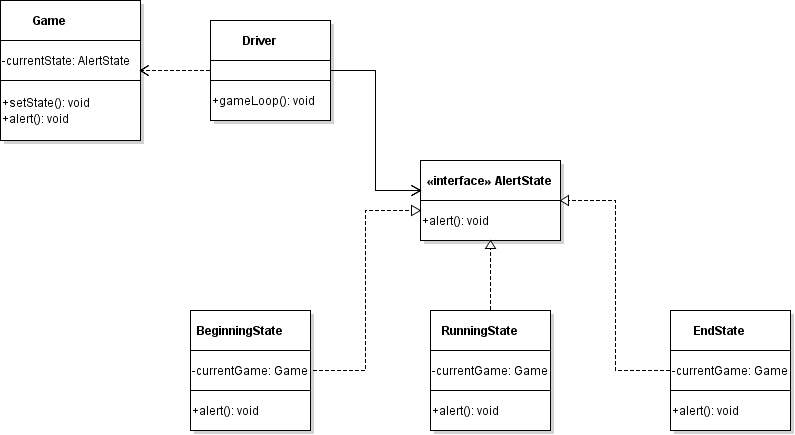 Game
-currentState: AlertState
+setState(): void
+alert(): void
Driver
+gameLoop(): void
«interface» AlertState
+alert(): void
BeginningState
-currentGame: Game
+alert(): void
RunningState
-currentGame: Game
+alert(): void
EndState
-currentGame: Game
+alert(): void